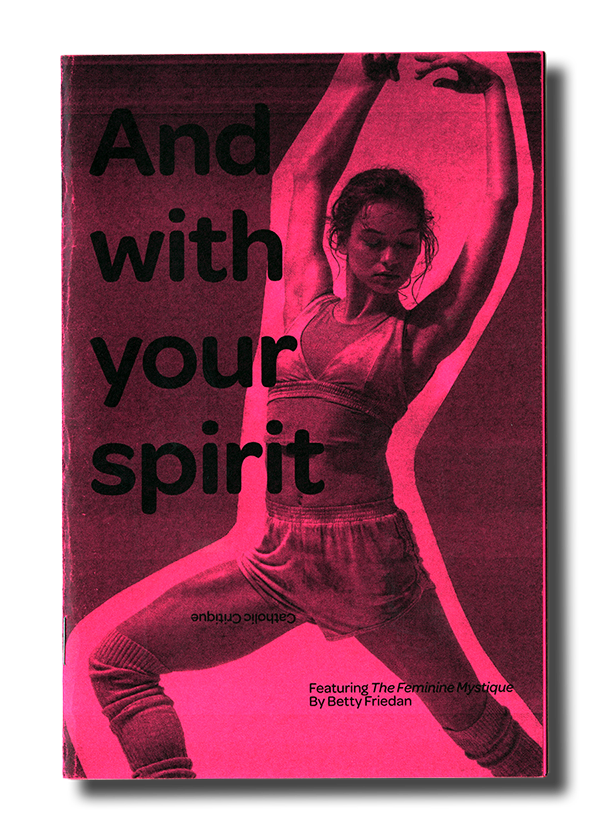 And
with
your
spirit
Catholic Critique
Featuring The Feminine Mystique
By Betty Friedan